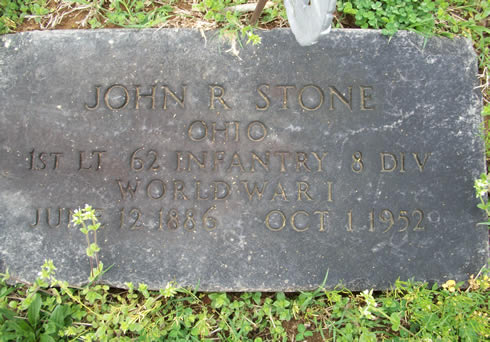 JOHN R STONE
OHIO
1ST LT 62 INFANTRY 8 DIV
WORLD WAR I
JUNE 12 1886 OCT 1 1952